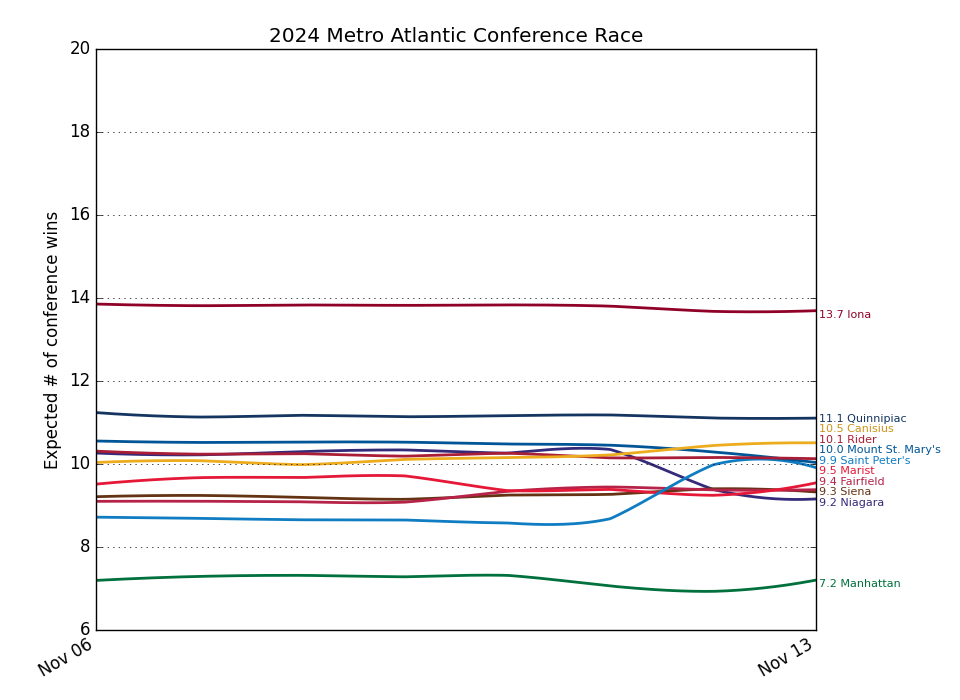 2024 Metro Atlantic Conference Race
Expected # of conference wins
20
18
16
14
12
10
8
6
Nov 06
Nov 13
13.7 Iona
11.1 Quinnipiac
10.5 Canisius
10.1 Rider
10.0 Mount St. Mary's
9.9 Saint Peter's
9.5 Marist
9.4 Fairfield
9.3 Siena
9.2 Niagara
7.2 Manhattan